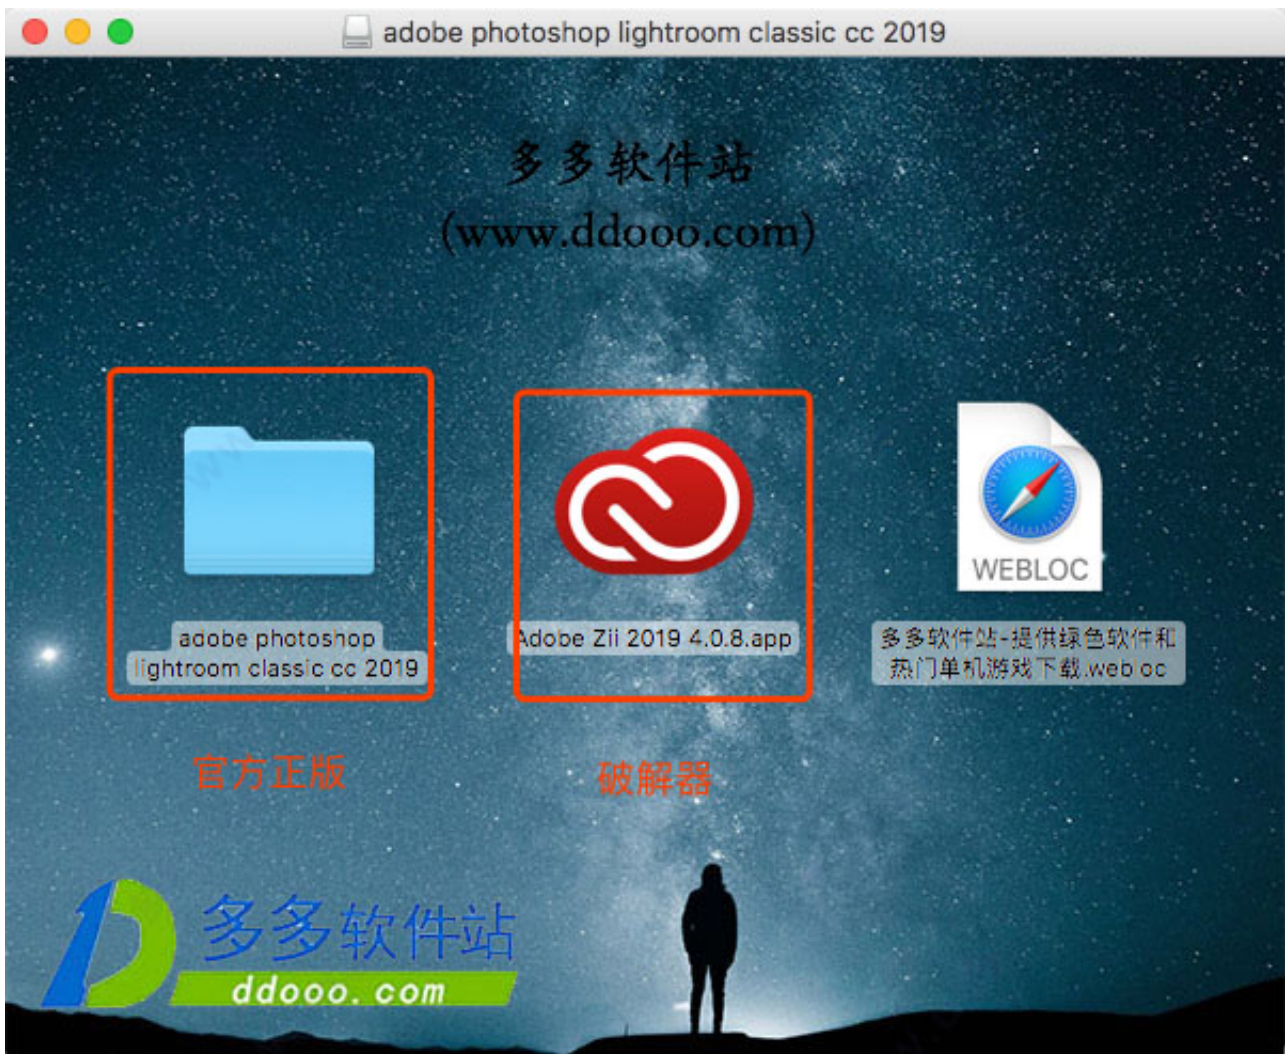 adobe photoshop lightroom classic cc 2019
多多软件站
(www.ddooo.com)
WEBLOC
adobe photoshop
lightroom classic cc 2019
Adobe Zii 2019 4.0.8.app
多多软件站-提供绿色软件和
热门单机游戏下载.webloc
官方正版
破解器
多多软件站
ddooo.com